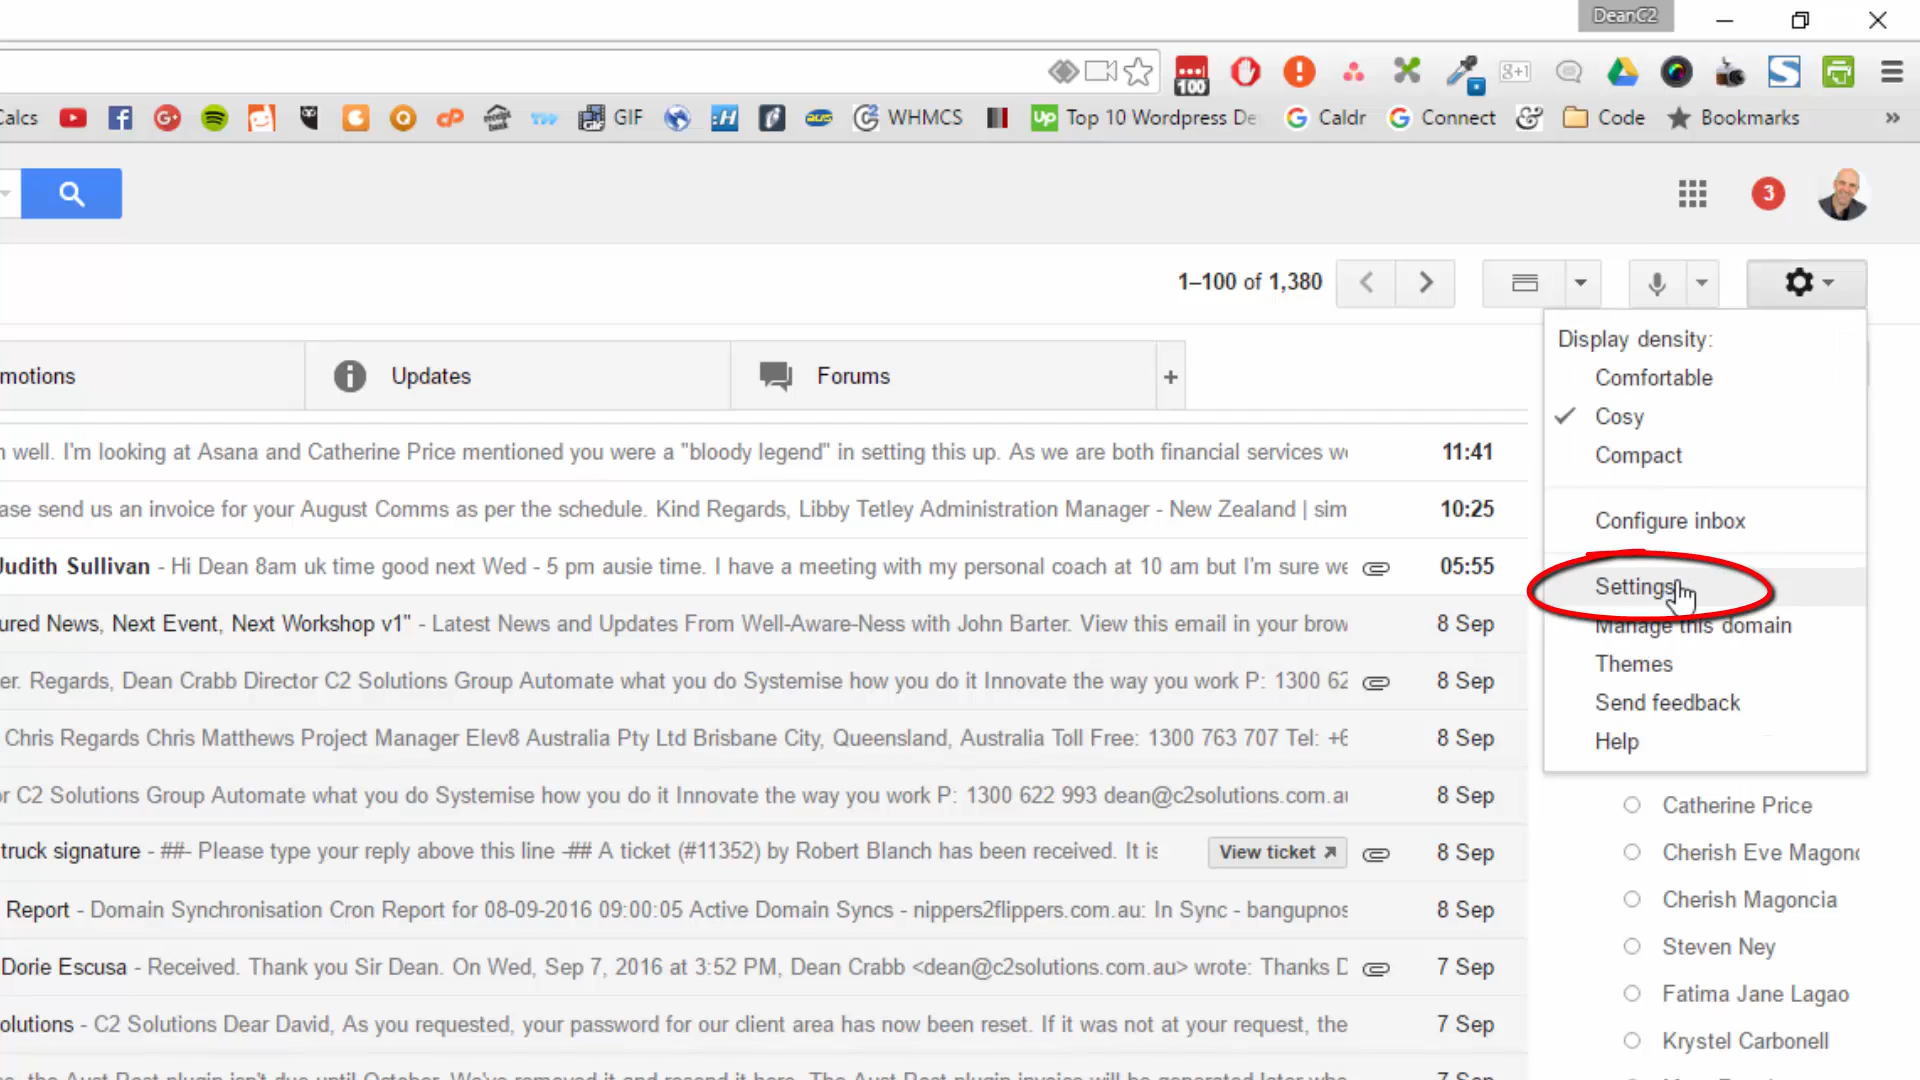 DeanC2
100
g+1
Calcs
GIF
WHMCS
Up
Top 10 Wordpress De
Caldr
Connect
Code
Bookmarks
»
3
1–100 of 1,380
motions
Updates
Forums
+
Display density:
Comfortable
Cosy
Compact
Configure inbox
Settings
Manage this domain
Themes
Send feedback
Help
well. I'm looking at Asana and Catherine Price mentioned you were a "bloody legend" in setting this up. As we are both financial services 11:41
ase send us an invoice for your August Comms as per the schedule. Kind Regards, Libby Tetley Administration Manager - New Zealand | sim 10:25
Judith Sullivan - Hi Dean 8am uk time good next Wed - 5 pm ausie time. I have a meeting with my personal coach at 10 am but I'm sure we 05:55
ured News, Next Event, Next Workshop v1" - Latest News and Updates From Well-Aware-Ness with John Barter. View this email in your brow 8 Sep
er. Regards, Dean Crabb Director C2 Solutions Group Automate what you do Systemise how you do it Innovate the way you work P: 1300 62 8 Sep
Chris Regards Chris Matthews Project Manager Elev8 Australia Pty Ltd Brisbane City, Queensland, Australia Toll Free: 1300 763 707 Tel: +6 8 Sep
or C2 Solutions Group Automate what you do Systemise how you do it Innovate the way you work P: 1300 622 993 dean@c2solutions.com.au 8 Sep
truck signature - ##- Please type your reply above this line -## A ticket (#11352) by Robert Blanch has been received. It is View ticket 8 Sep
Report - Domain Synchronisation Cron Report for 08-09-2016 09:00:05 Active Domain Syncs - nippers2flippers.com.au: In Sync - bangupnos 8 Sep
Dorie Escusa - Received. Thank you Sir Dean. On Wed, Sep 7, 2016 at 3:52 PM, Dean Crabb <dean@c2solutions.com.au> wrote: Thanks D 7 Sep
olutions - C2 Solutions Dear David, As you requested, your password for our client area has now been reset. If it was not at your request, the 7 Sep
Catherine Price
Cherish Eve Magonc
Cherish Magoncia
Steven Ney
Fatima Jane Lagao
Krystel Carbonell